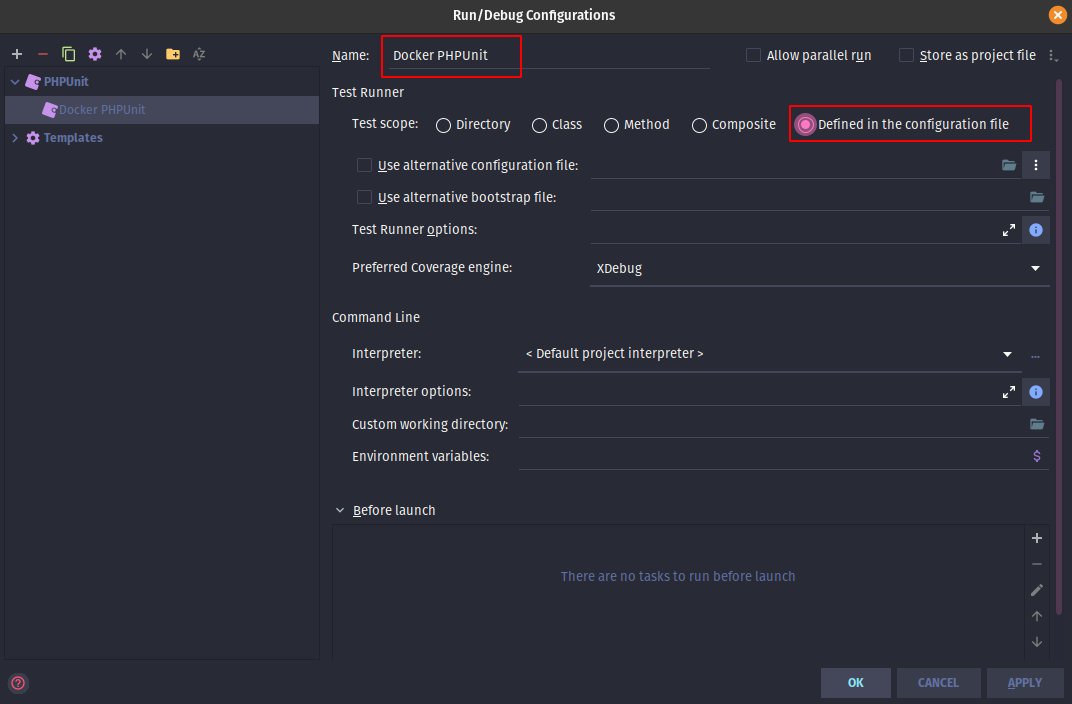 Run/Debug Configurations
Name: Docker PHPUnit Allow parallel run Store as project file
PHPUnit
Docker PHPUnit
Templates
Test Runner
Test scope: Directory Class Method Composite Defined in the configuration file
Use alternative configuration file:
Use alternative bootstrap file:
Test Runner options:
Preferred Coverage engine: XDebug
Command Line
Interpreter: < Default project interpreter > ...
Interpreter options:
Custom working directory:
Environment variables: $
Before launch
There are no tasks to run before launch
? OK CANCEL APPLY